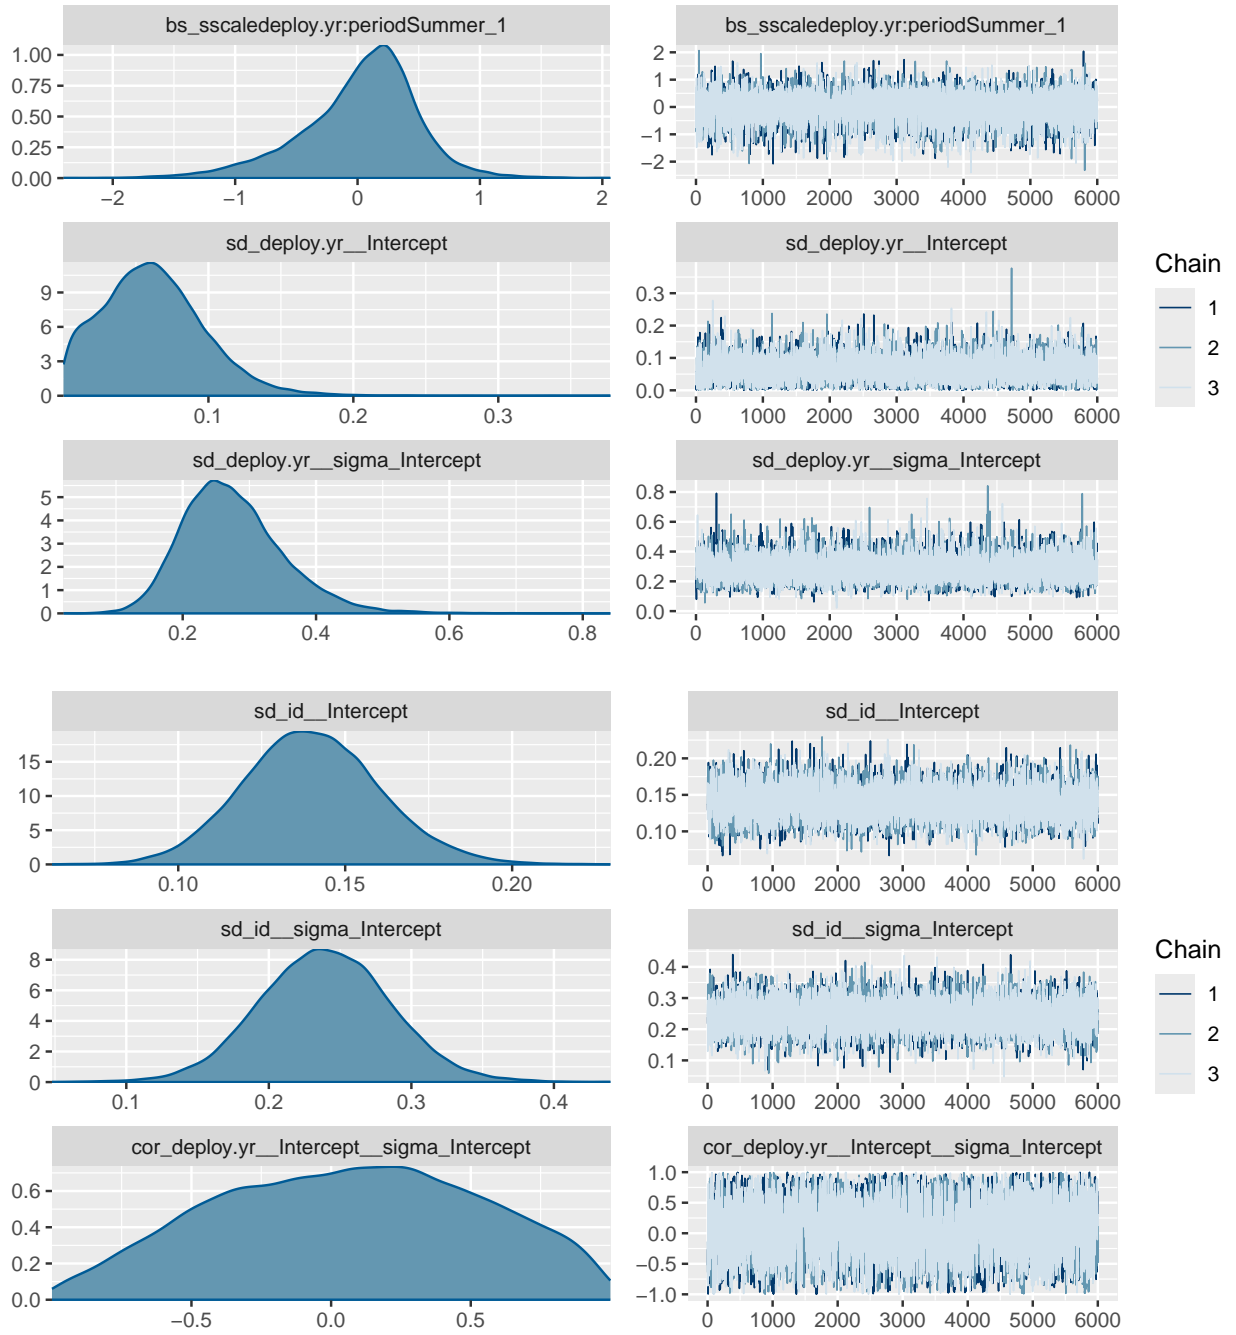 bs_sscaledeploy.yr:periodSummer_1
1.00
0.75
0.50
0.25
0.00
−2 −1 0 1 2
bs_sscaledeploy.yr:periodSummer_1
2
1
0
−1
−2
0 1000 2000 3000 4000 5000 6000
sd_deploy.yr__Intercept
9
6
3
0
0.1 0.2 0.3
sd_deploy.yr__Intercept
0.3
0.2
0.1
0.0
0 1000 2000 3000 4000 5000 6000
sd_deploy.yr__sigma_Intercept
5
4
3
2
1
0
0.2 0.4 0.6 0.8
sd_deploy.yr__sigma_Intercept
0.8
0.6
0.4
0.2
0.0
0 1000 2000 3000 4000 5000 6000
Chain
1
2
3
sd_id__Intercept
15
10
5
0
0.10 0.15 0.20
sd_id__Intercept
0.20
0.15
0.10
0 1000 2000 3000 4000 5000 6000
sd_id__sigma_Intercept
8
6
4
2
0
0.1 0.2 0.3 0.4
sd_id__sigma_Intercept
0.4
0.3
0.2
0.1
0 1000 2000 3000 4000 5000 6000
cor_deploy.yr__Intercept__sigma_Intercept
0.6
0.4
0.2
0.0
−0.5 0.0 0.5
cor_deploy.yr__Intercept__sigma_Intercept
1.0
0.5
0.0
−0.5
−1.0
0 1000 2000 3000 4000 5000 6000
Chain
1
2
3